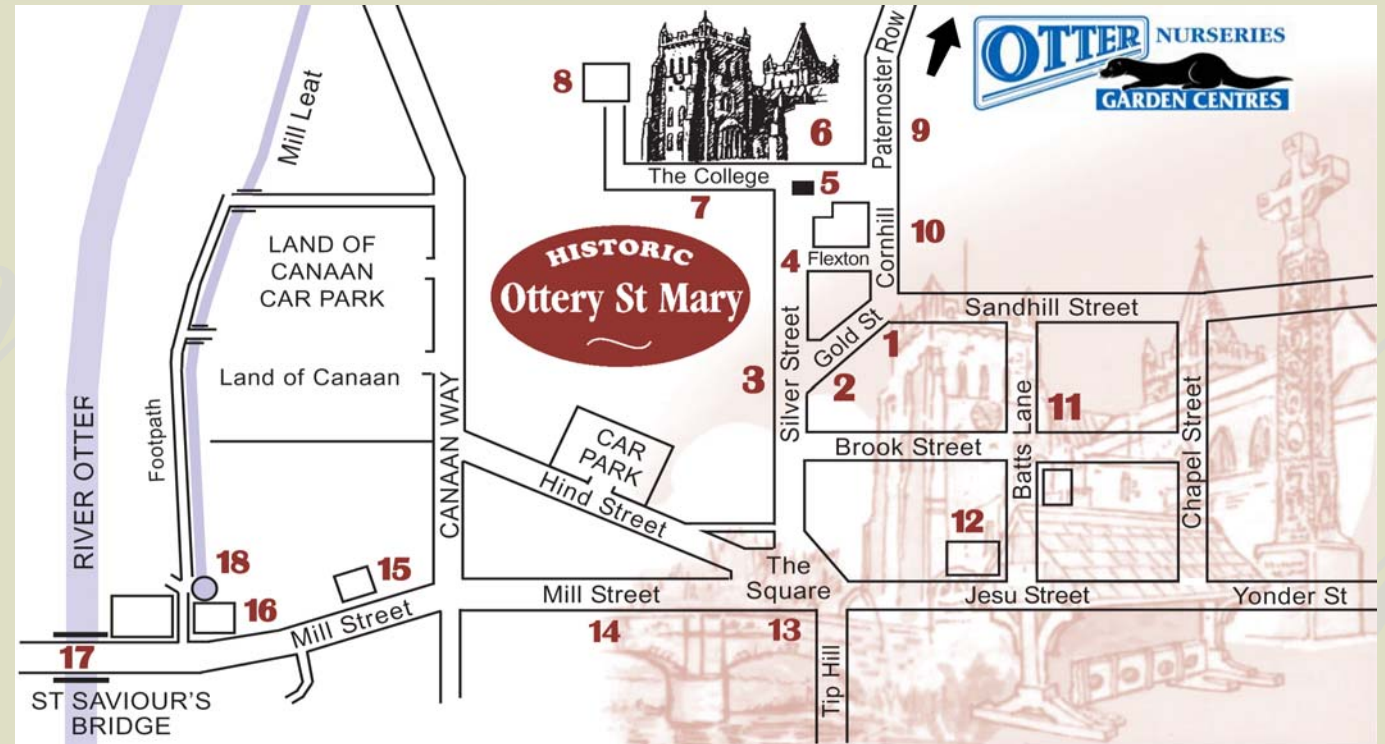 OTTER NURSERIES
GARDEN CENTRES
Mill Leat
8
6
Paternoster Row
9
The College
5
7
Cornhill
10
LAND OF
CANAAN
CAR PARK
HISTORIC
Ottery St Mary
4
Flexton
Sandhill Street
Silver Street
Gold St
1
3
2
Land of Canaan
RIVER OTTER
Footpath
CANAAN WAY
CAR
PARK
Hind Street
Brook Street
Batts Lane
11
Chapel Street
12
18
15
16
Mill Street
The
Square
Mill Street
Jesu Street
Yonder St
14
13
Tip Hill
17
ST SAVIOUR'S
BRIDGE